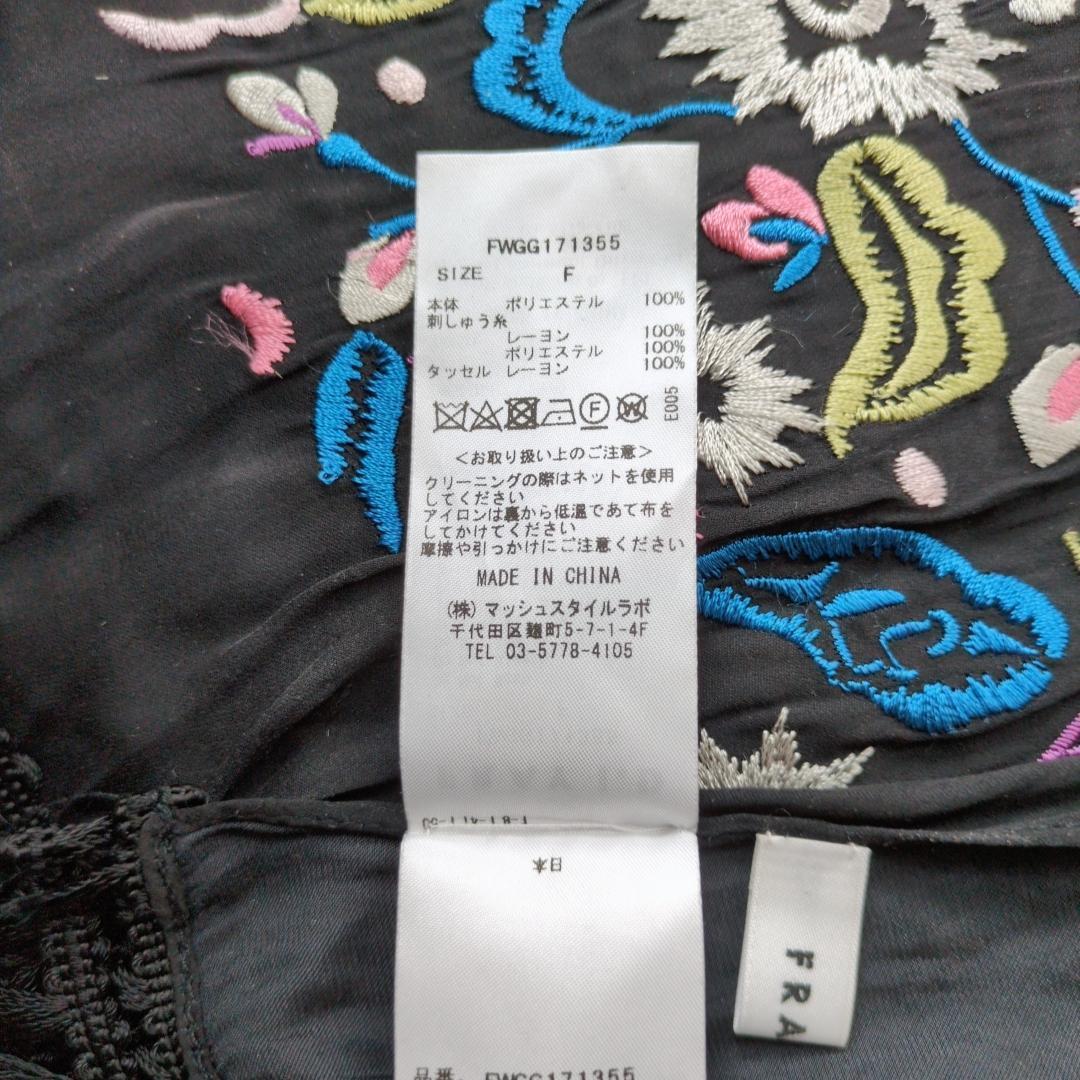 FWGG171355
SIZE F
本体 ポリエステル 100%
刺しゅう糸
レーヨン 100%
ポリエステル 100%
タッセル レーヨン 100%
F
W
E005
<お取り扱い上のご注意>
クリーニングの際はネットを使用
してください
アイロンは裏から低温であて布を
してかけてください
摩擦や引っかけにご注意ください
MADE IN CHINA
(株) マッシュスタイルラボ
千代田区麹町5-7-1-4F
TEL 03-5778-4105
日本
品番. FWGG171355
FRA